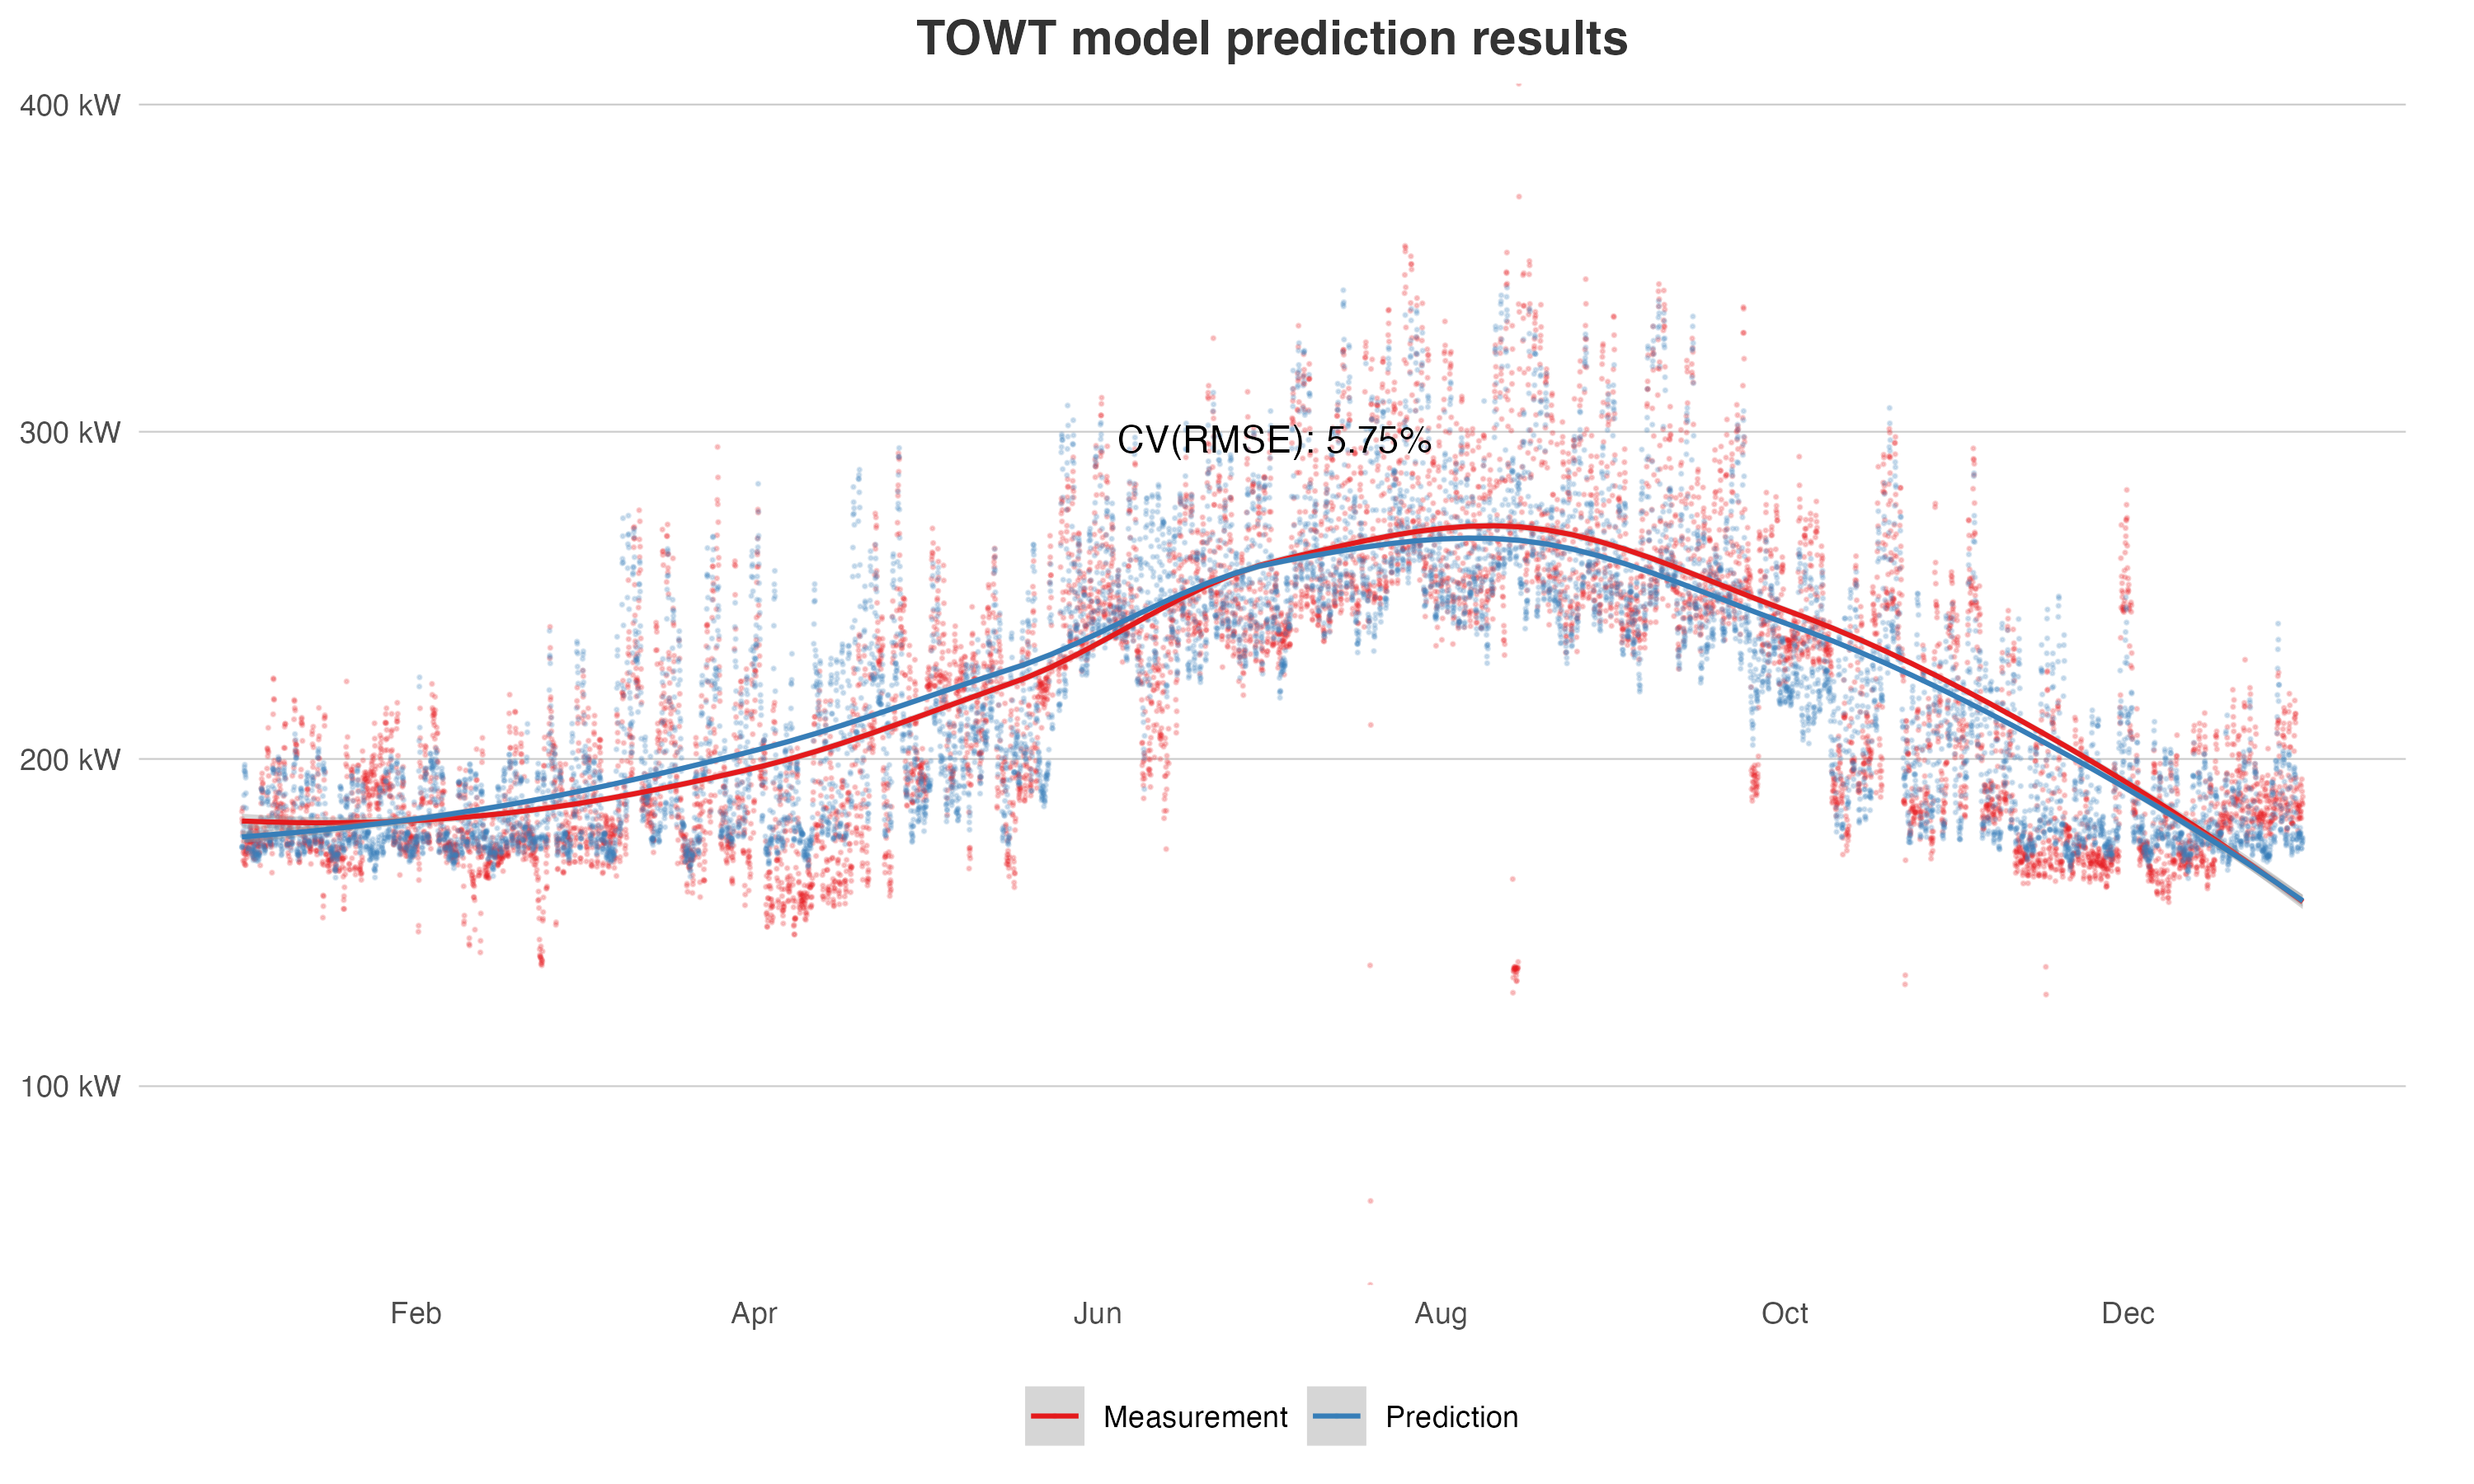 TOWT model prediction results
400 kW
300 kW
CV(RMSE): 5.75%
200 kW
100 kW
Feb Apr Jun Aug Oct Dec
Measurement Prediction